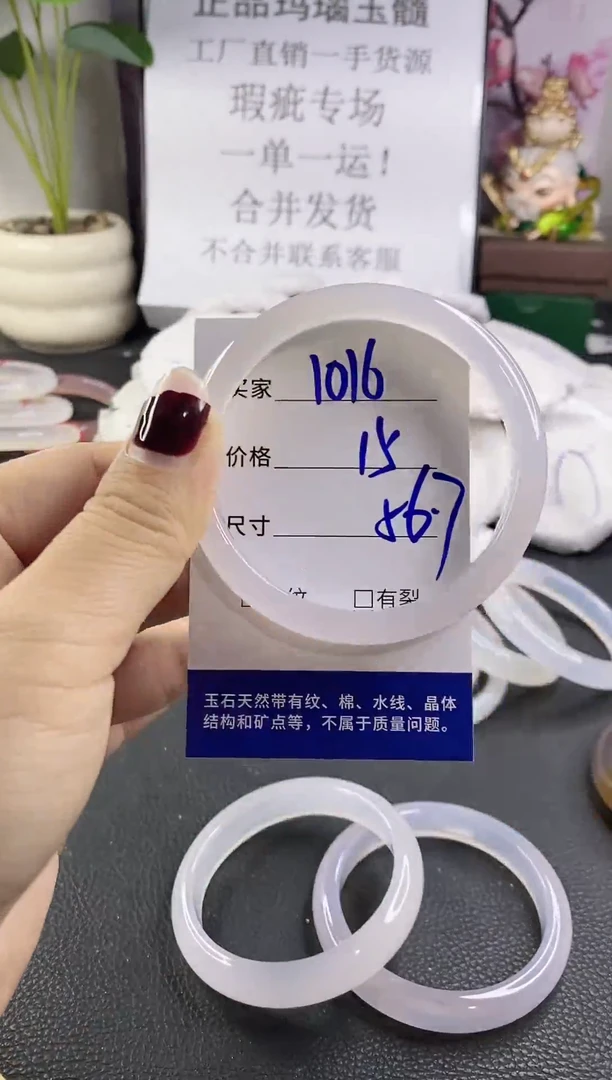 正品玛瑙玉髓
工厂直销一手货源
瑕疵专场
一单一运！
合并发货
不合并联系客服
买家 1016
价格 15
尺寸 56.7
纹 □有裂
玉石天然带有纹、棉、水线、晶体
结构和矿点等，不属于质量问题。